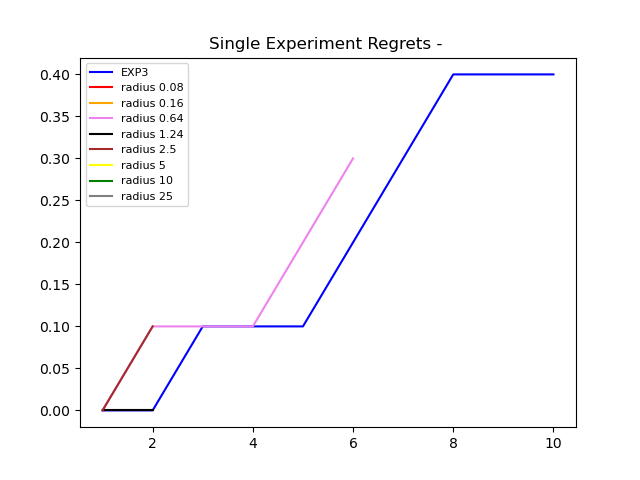 Single Experiment Regrets -
0.40
0.35
0.30
0.25
0.20
0.15
0.10
0.05
0.00
EXP3
radius 0.08
radius 0.16
radius 0.64
radius 1.24
radius 2.5
radius 5
radius 10
radius 25
2 4 6 8 10